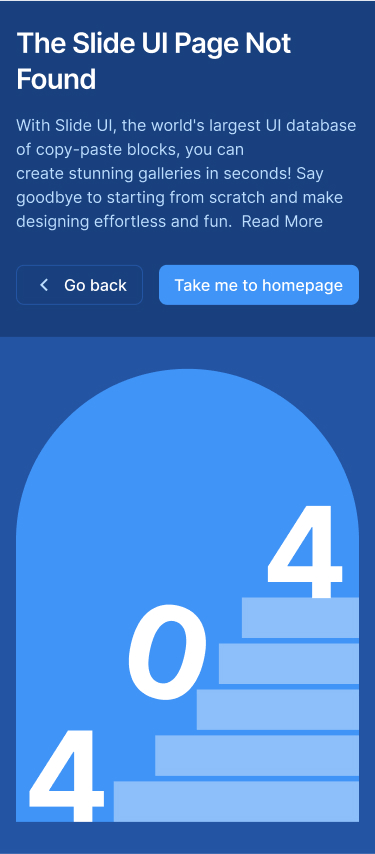 The Slide UI Page Not
Found
With Slide UI, the world's largest UI database
of copy-paste blocks, you can
create stunning galleries in seconds! Say
goodbye to starting from scratch and make
designing effortless and fun.  Read More
Go back
Take me to homepage
4
0
4